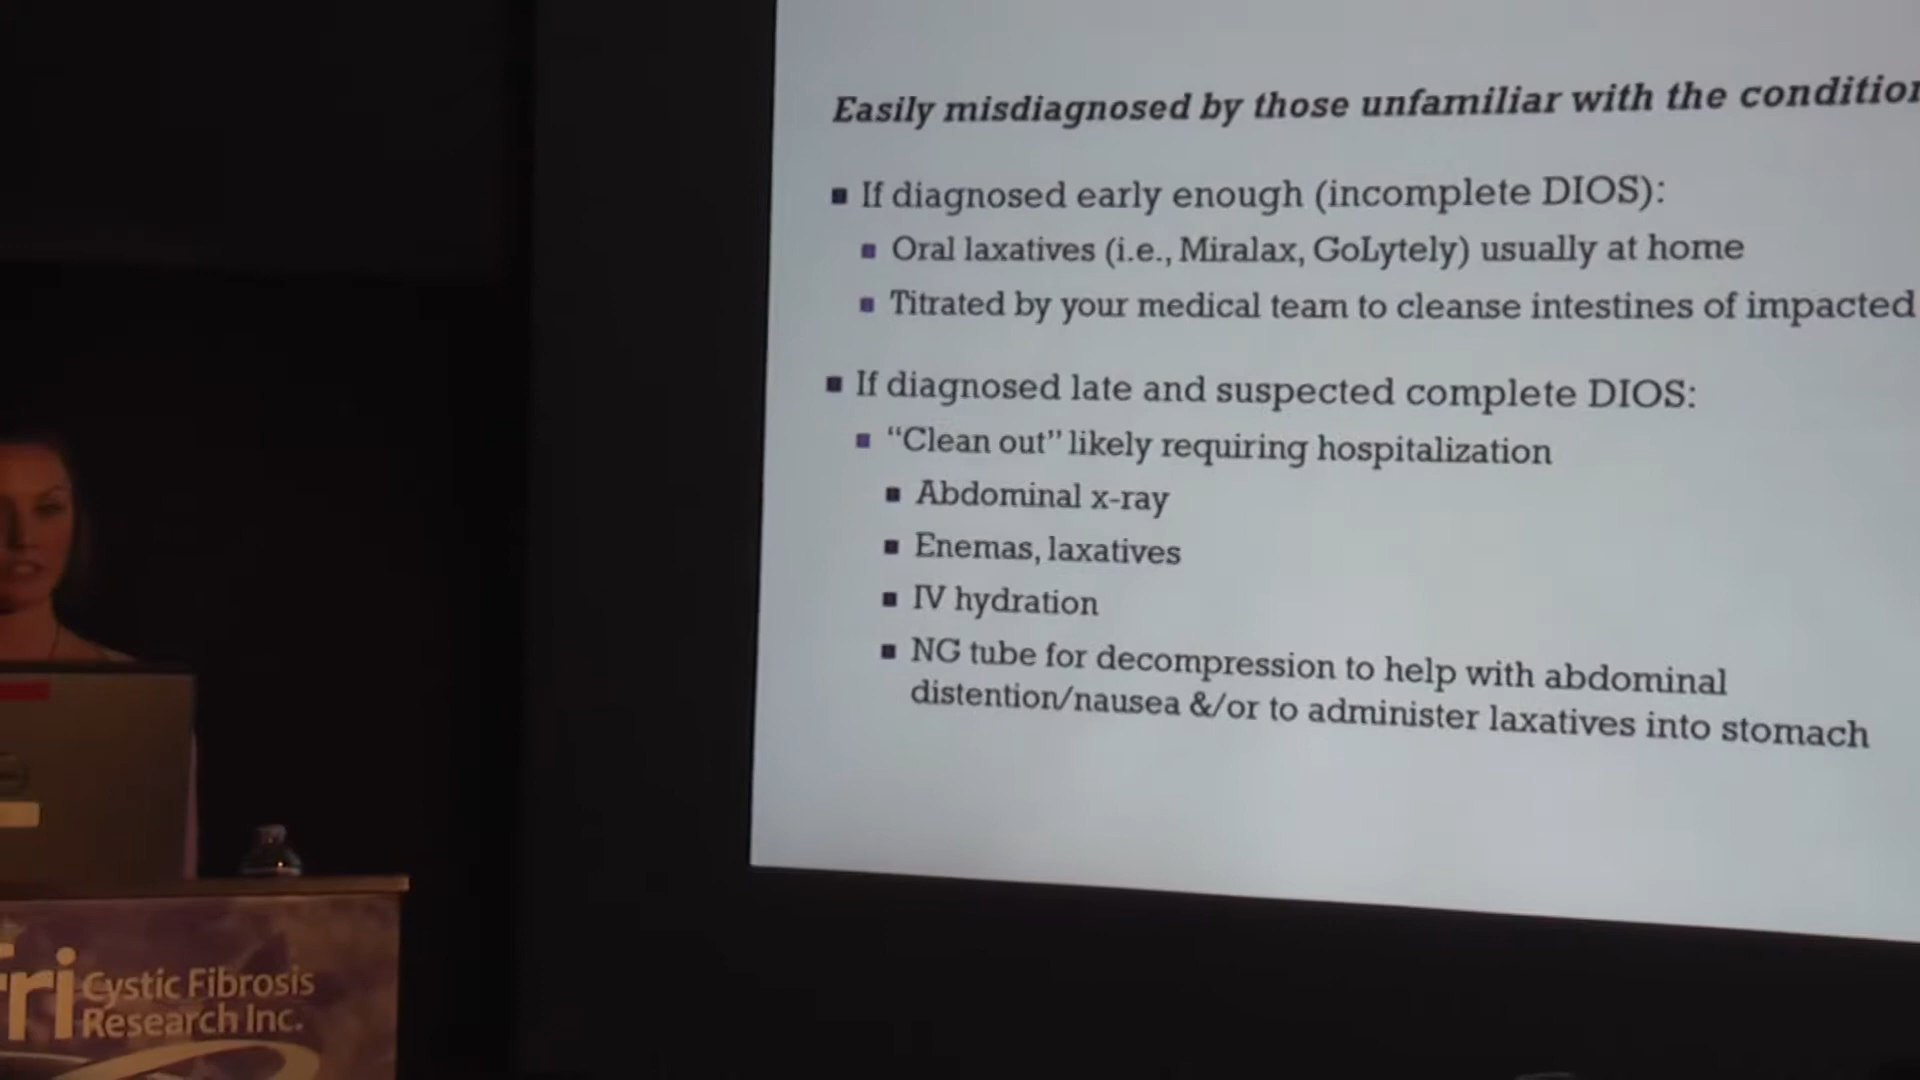 Easily misdiagnosed by those unfamiliar with the condition
If diagnosed early enough (incomplete DIOS):
Oral laxatives (i.e., Miralax, GoLytely) usually at home
Titrated by your medical team to cleanse intestines of impacted
If diagnosed late and suspected complete DIOS:
“Clean out” likely requiring hospitalization
Abdominal x-ray
Enemas, laxatives
IV hydration
NG tube for decompression to help with abdominal
distention/nausea &/or to administer laxatives into stomach
fri Cystic Fibrosis
Research Inc.